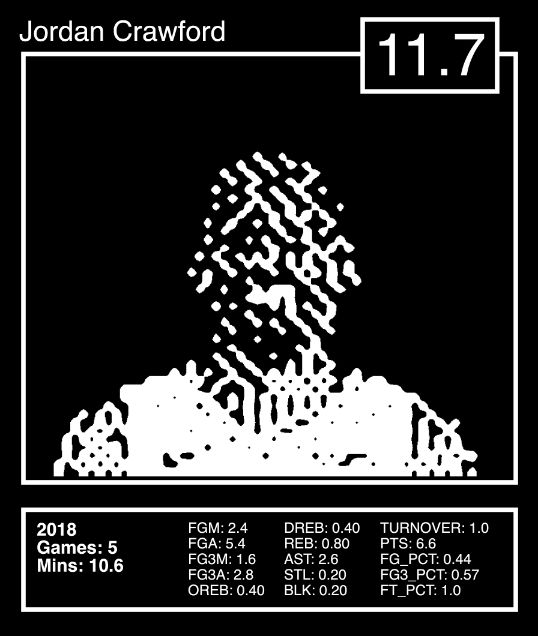 Jordan Crawford
11.7
2018
Games: 5
Mins: 10.6
FGM: 2.4
FGA: 5.4
FG3M: 1.6
FG3A: 2.8
OREB: 0.40
DREB: 0.40
REB: 0.80
AST: 2.6
STL: 0.20
BLK: 0.20
TURNOVER: 1.0
PTS: 6.6
FG_PCT: 0.44
FG3_PCT: 0.57
FT_PCT: 1.0